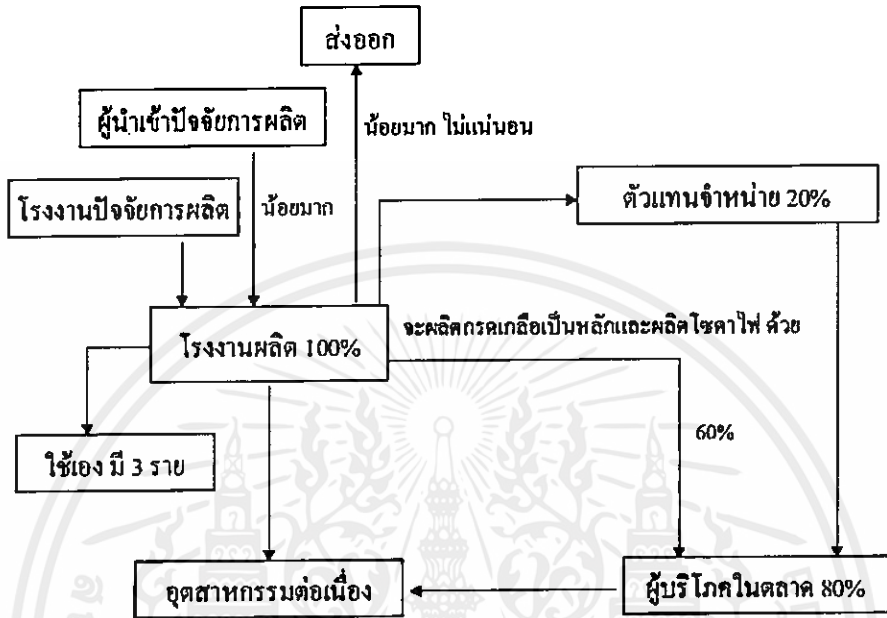 ส่งออก
ผู้นำเข้าปัจจัยการผลิต
น้อยมาก ไม่แน่นอน
โรงงานปัจจัยการผลิต
น้อยมาก
ตัวแทนจำหน่าย 20%
จะผลิตกรดเกลือเป็นหลักและผลิตโซดาไฟ ด้วย
โรงงานผลิต 100%
60%
ใช้เอง มี 3 ราย
อุตสาหกรรมต่อเนื่อง
ผู้บริโภคในตลาด 80%